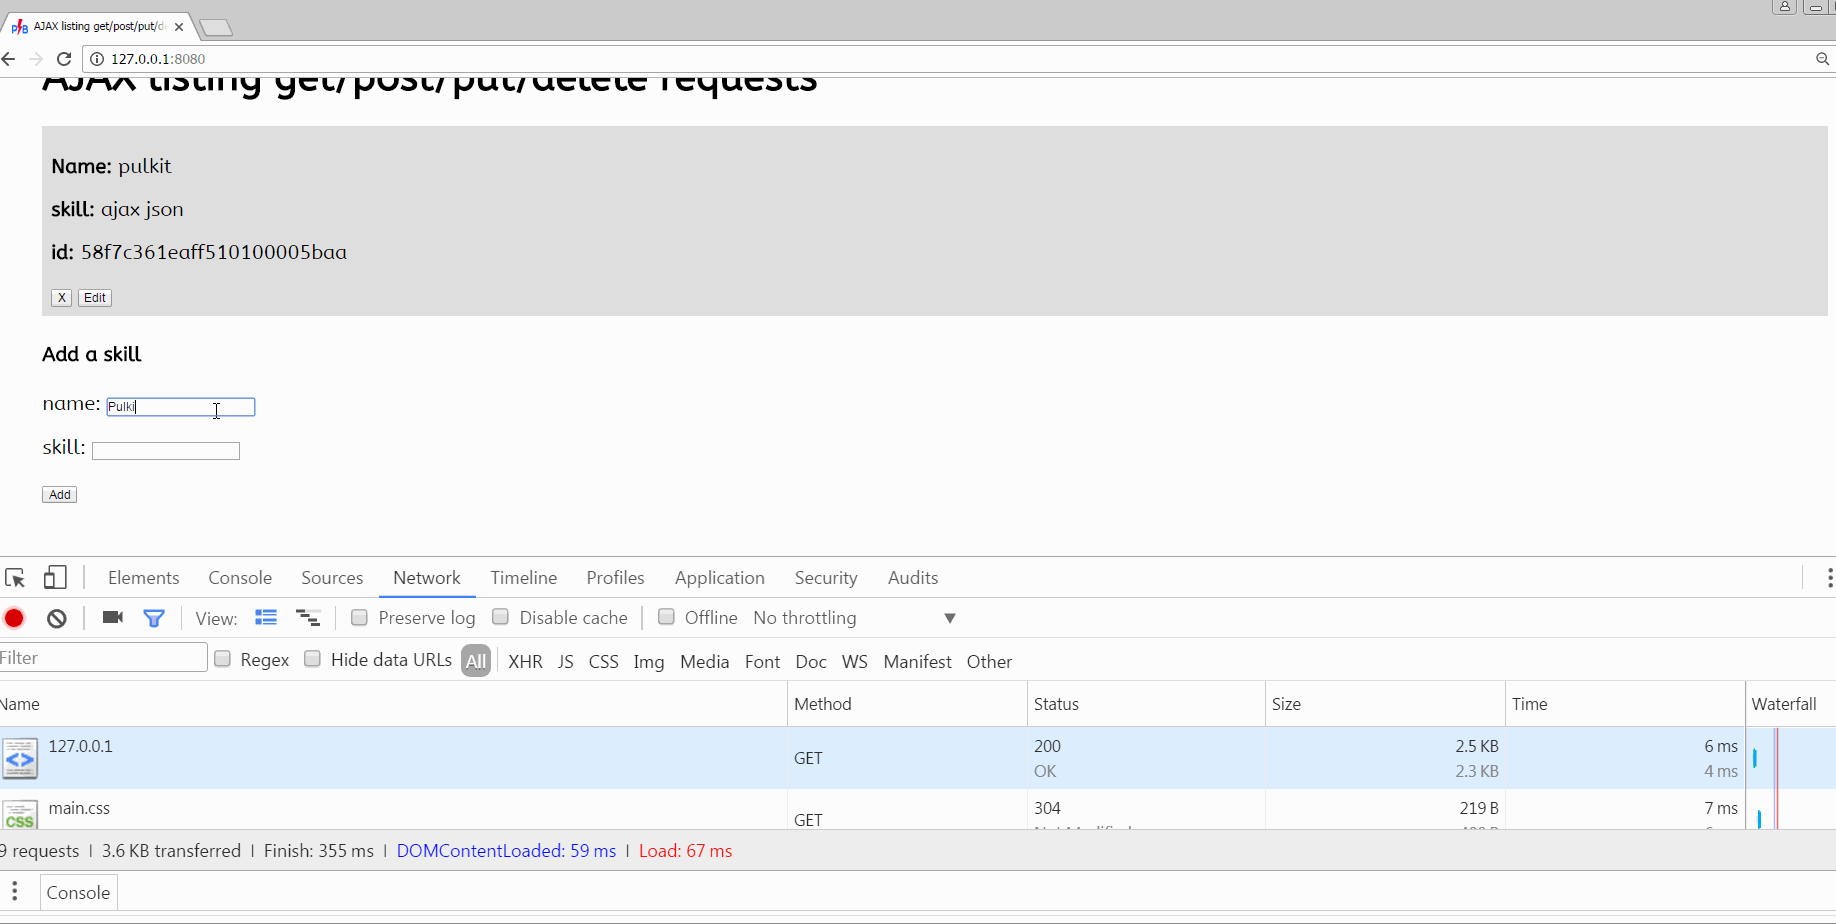 AJAX listing get/post/put/de
127.0.0.1:8080
AJAX listing get/post/put/delete requests
Name: pulkit
skill: ajax json
id: 58f7c361eaff510100005baa
X Edit
Add a skill
name: Pulki
skill:
Add
Elements Console Sources Network Timeline Profiles Application Security Audits
View: Preserve log Disable cache Offline No throttling
Filter Regex Hide data URLs All XHR JS CSS Img Media Font Doc WS Manifest Other
Name Method Status Size Time Waterfall
127.0.0.1 GET 200 2.5 KB 6 ms
OK 2.3 KB 4 ms
main.css GET 304 219 B 7 ms
9 requests | 3.6 KB transferred | Finish: 355 ms | DOMContentLoaded: 59 ms | Load: 67 ms
Console